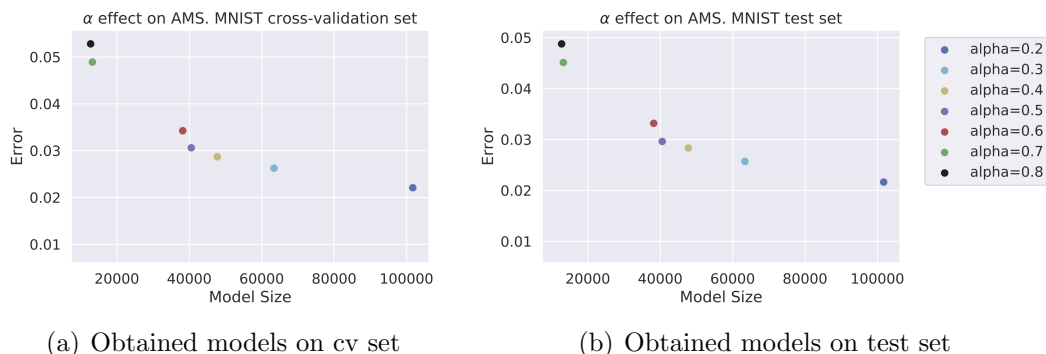 α effect on AMS. MNIST cross-validation set
Error
0.05
0.04
0.03
0.02
0.01
20000 40000 60000 80000 100000
Model Size
(a) Obtained models on cv set
α effect on AMS. MNIST test set
Error
0.05
0.04
0.03
0.02
0.01
20000 40000 60000 80000 100000
Model Size
(b) Obtained models on test set
alpha=0.2
alpha=0.3
alpha=0.4
alpha=0.5
alpha=0.6
alpha=0.7
alpha=0.8